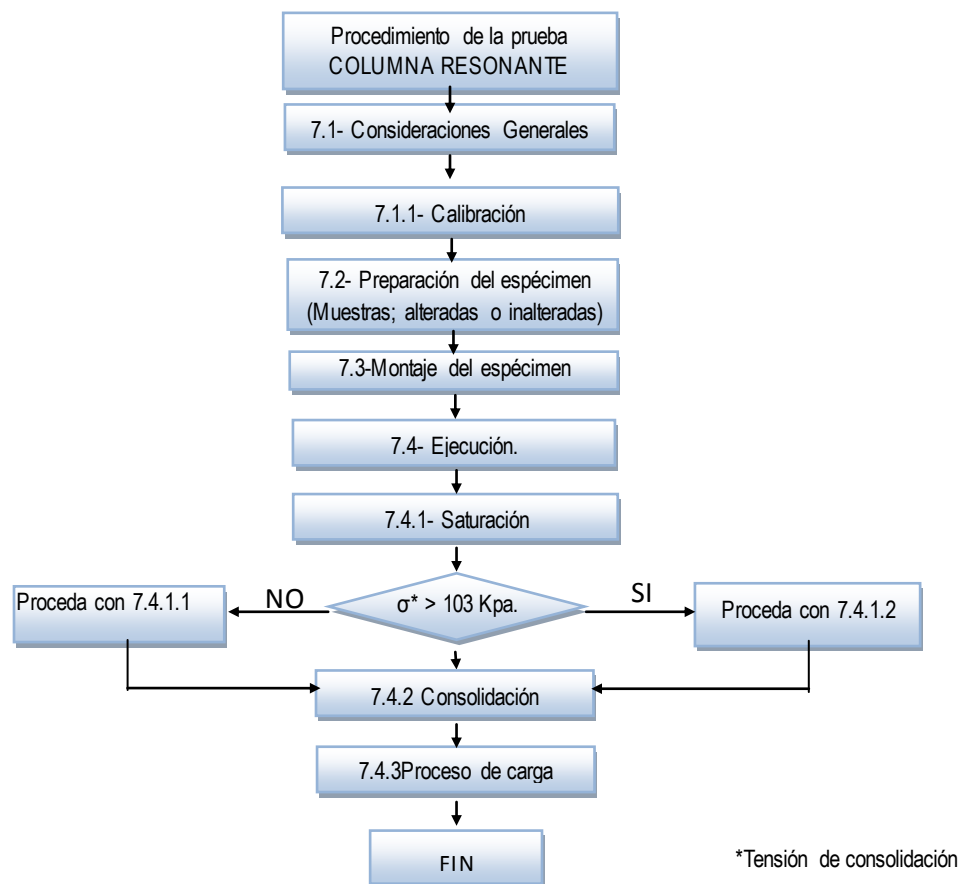 Procedimiento de la prueba
COLUMNA RESONANTE
7.1- Consideraciones Generales
7.1.1- Calibración
7.2- Preparación del espécimen
(Muestras; alteradas o inalteradas)
7.3-Montaje del espécimen
7.4- Ejecución.
7.4.1- Saturación
σ* > 103 Kpa.
NO
SI
Proceda con 7.4.1.1
Proceda con 7.4.1.2
7.4.2 Consolidación
7.4.3Proceso de carga
FIN
*Tensión de consolidación